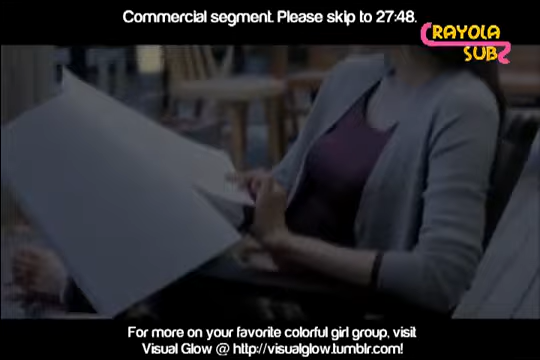 Commercial segment. Please skip to 27:48.
CRAYOLA
SUBS
For more on your favorite colorful girl group, visit
Visual Glow @ http://visualglow.tumblr.com!